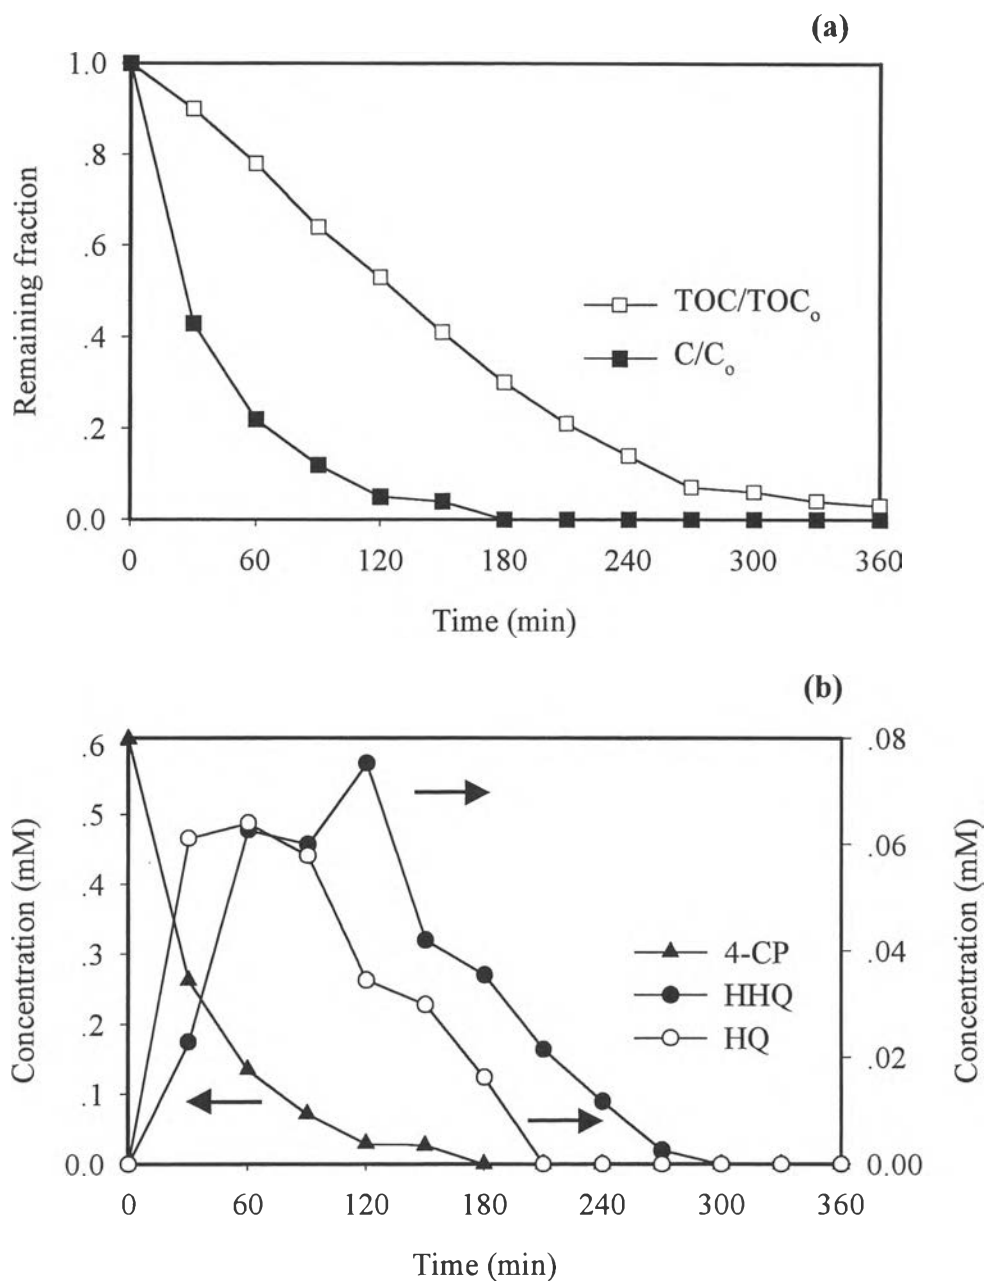 (a)
1.0
.8
.6
.4
.2
0.0
Remaining fraction
TOC/TOCₒ
C/Cₒ
0 60 120 180 240 300 360
Time (min)
(b)
.6
.5
.4
.3
.2
.1
0.0
Concentration (mM)
4-CP
HHQ
HQ
.08
.06
.04
.02
0.00
Concentration (mM)
0 60 120 180 240 300 360
Time (min)